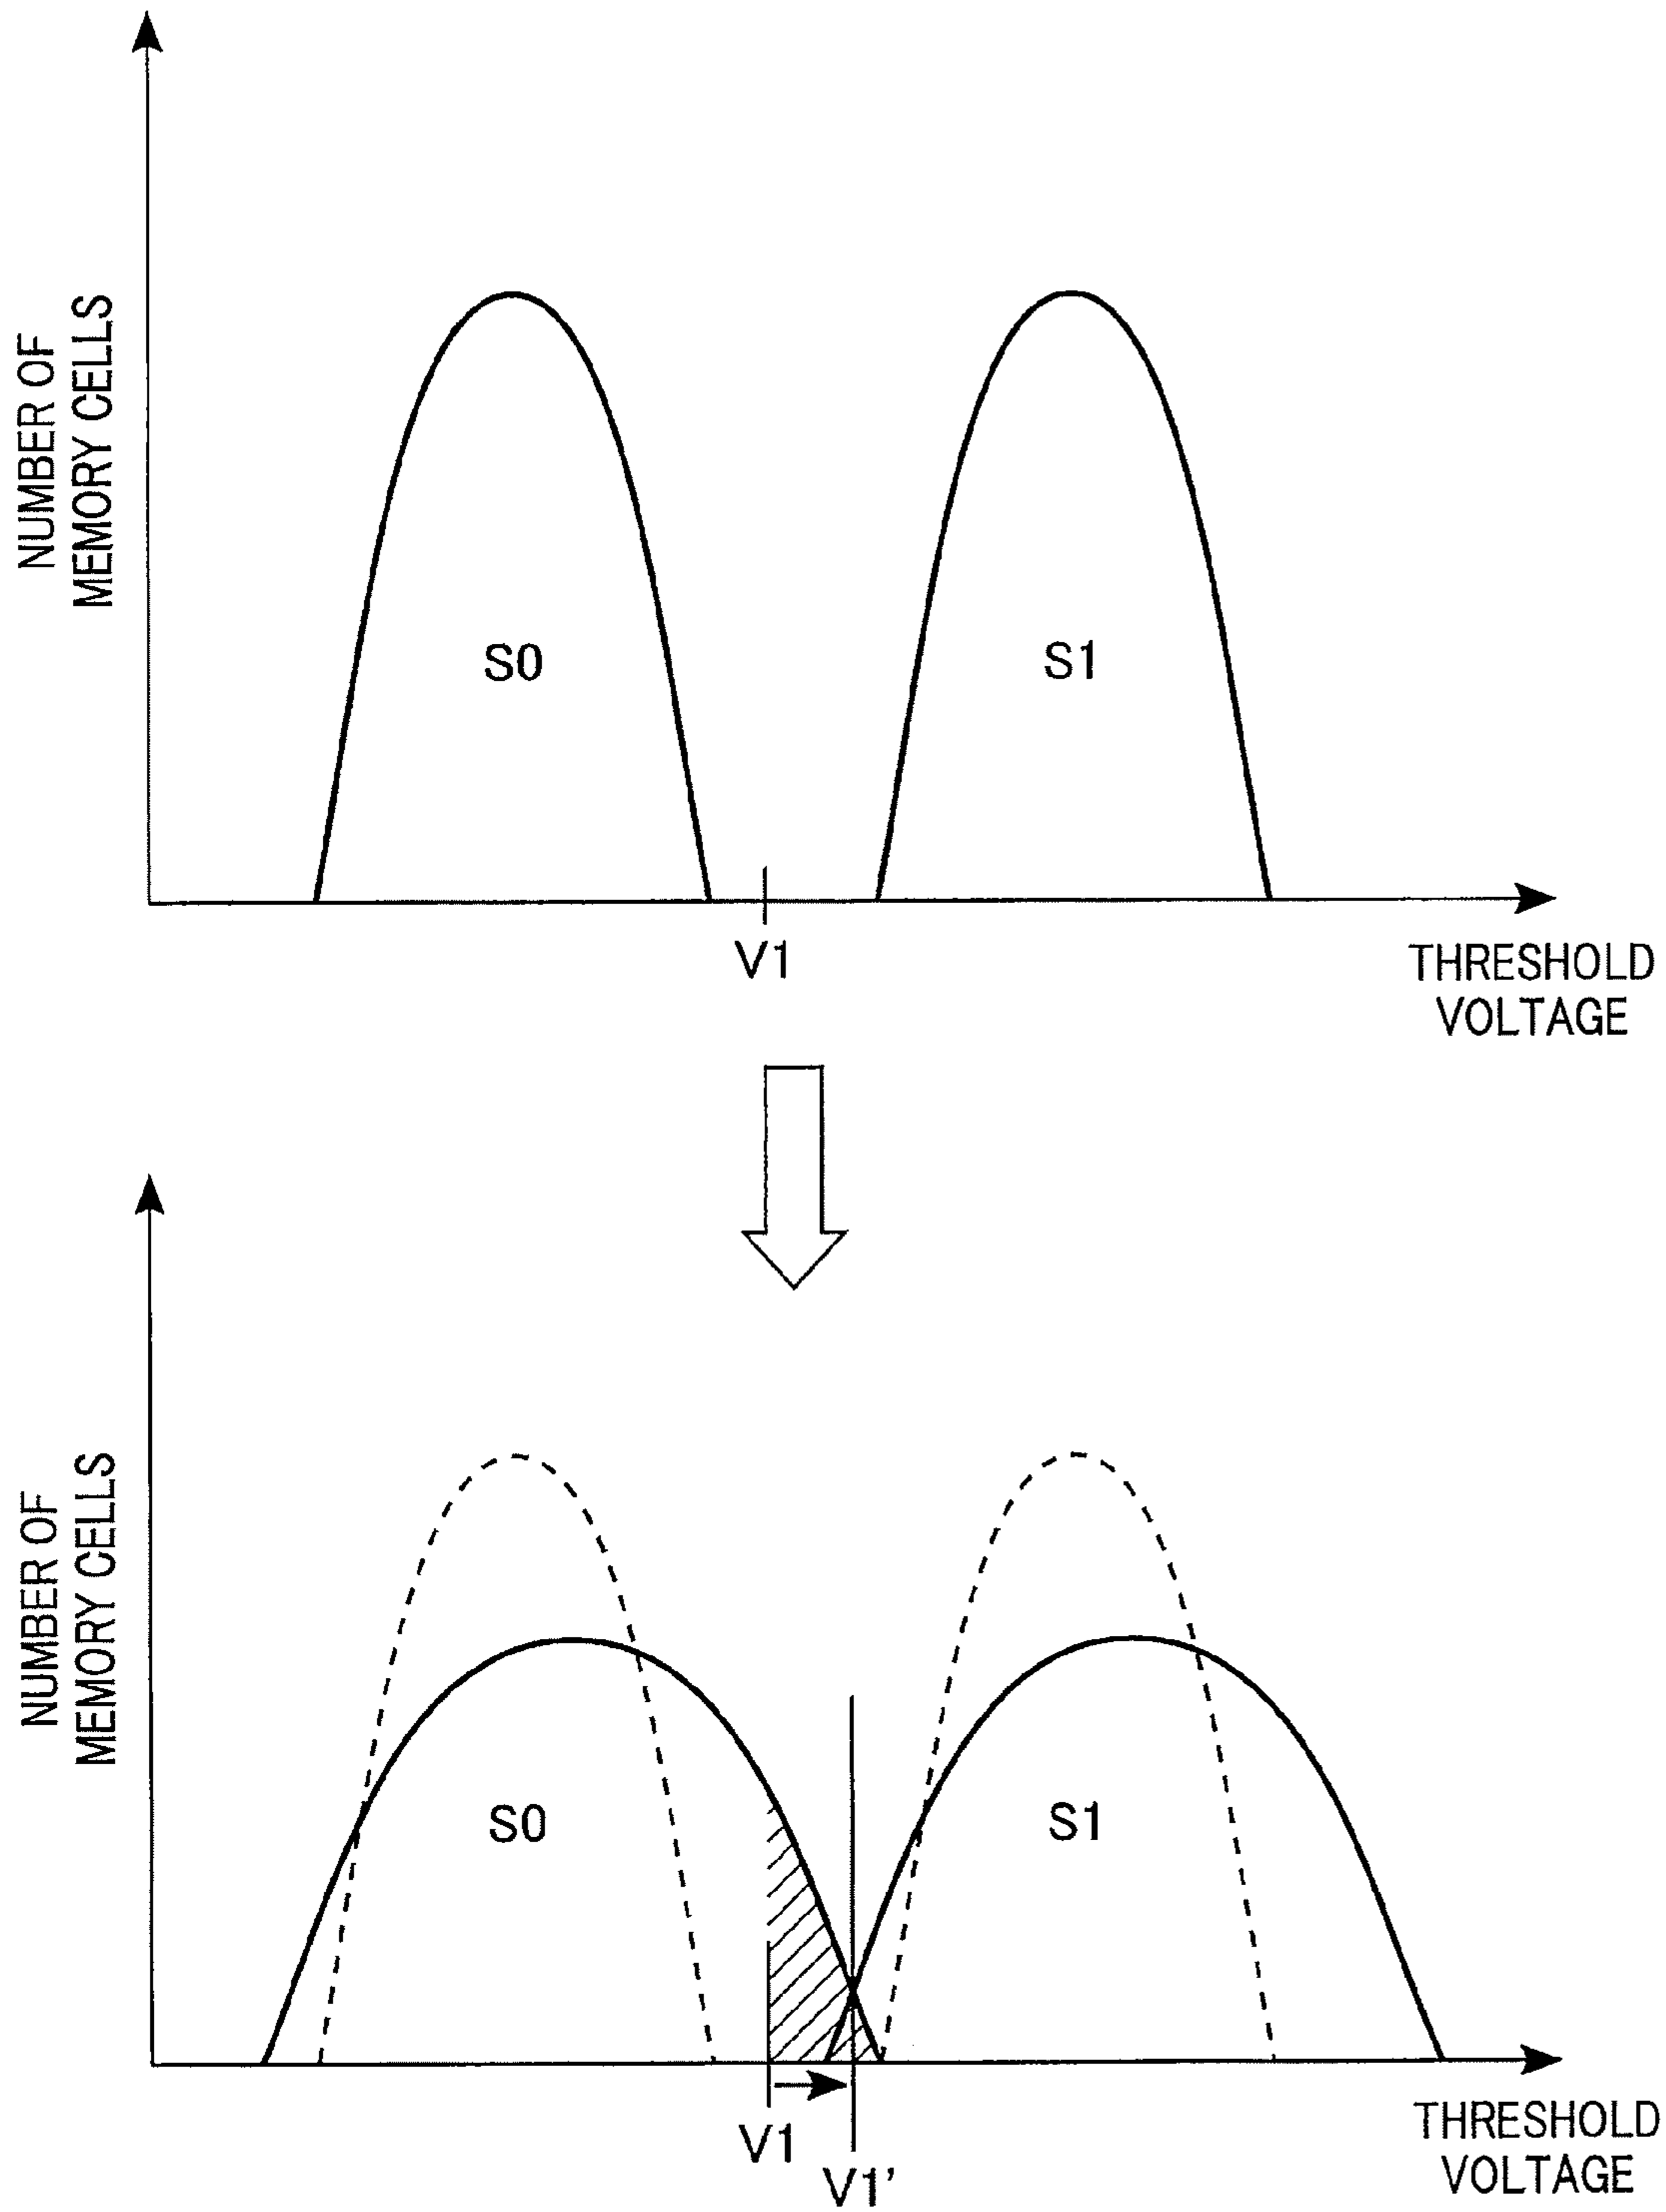 NUMBER OF
MEMORY CELLS
S0
S1
V1
THRESHOLD
VOLTAGE
NUMBER OF
MEMORY CELLS
S0
S1
V1
V1'
THRESHOLD
VOLTAGE